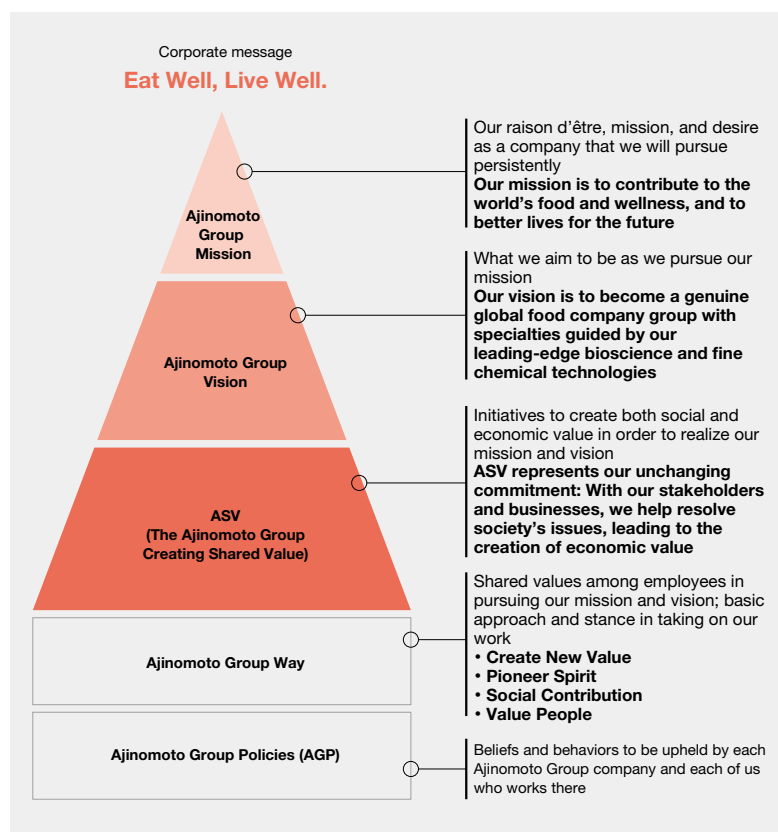 Corporate message
Eat Well, Live Well.
Ajinomoto
Group
Mission
Our raison d’être, mission, and desire
as a company that we will pursue
persistently
Our mission is to contribute to the
world’s food and wellness, and to
better lives for the future
Ajinomoto Group
Vision
What we aim to be as we pursue our
mission
Our vision is to become a genuine
global food company group with
specialties guided by our
leading-edge bioscience and fine
chemical technologies
ASV
(The Ajinomoto Group
Creating Shared Value)
Initiatives to create both social and
economic value in order to realize our
mission and vision
ASV represents our unchanging
commitment: With our stakeholders
and businesses, we help resolve
society’s issues, leading to the
creation of economic value
Ajinomoto Group Way
Shared values among employees in
pursuing our mission and vision; basic
approach and stance in taking on our
work
• Create New Value
• Pioneer Spirit
• Social Contribution
• Value People
Ajinomoto Group Policies (AGP)
Beliefs and behaviors to be upheld by each
Ajinomoto Group company and each of us
who works there